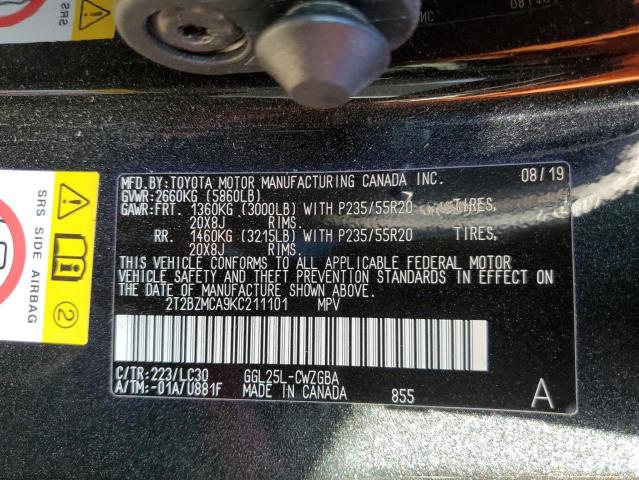 SRS
NC
MFD.BY:TOYOTA MOTOR MANUFACTURING CANADA INC. 08/19
GVWR:2660KG (5860LB)
GAWR:FRT. 1360KG (3000LB) WITH P235/55R20 TIRES,
20X8J RIMS.
RR. 1460KG (3215LB) WITH P235/55R20 TIRES,
20X8J RIMS.
THIS VEHICLE CONFORMS TO ALL APPLICABLE FEDERAL MOTOR
VEHICLE SAFETY AND THEFT PREVENTION STANDARDS IN EFFECT ON
THE DATE OF MANUFACTURE SHOWN ABOVE.
2T2BZMCA9KC211101 MPV
C/TR:223/LC30 GGL25L-CWZGBA
A/TM:-01A/U881F MADE IN CANADA 855 A
SRS SIDE AIRBAG
2